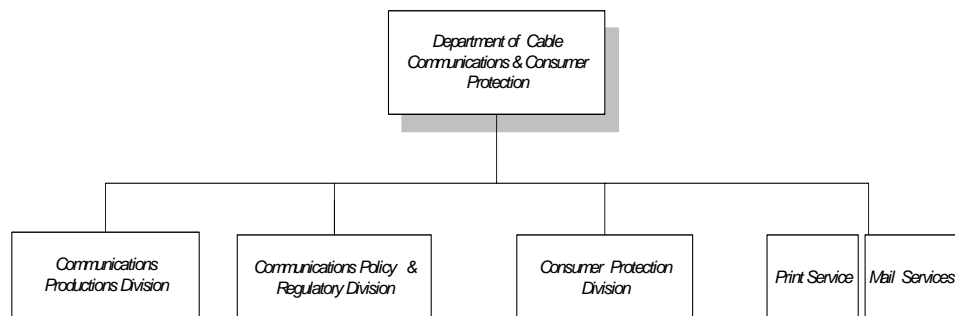 Department of Cable
Communications & Consumer
Protection
Communications
Productions Division
Communications Policy &
Regulatory Division
Consumer Protection
Division
Print Service
Mail Services